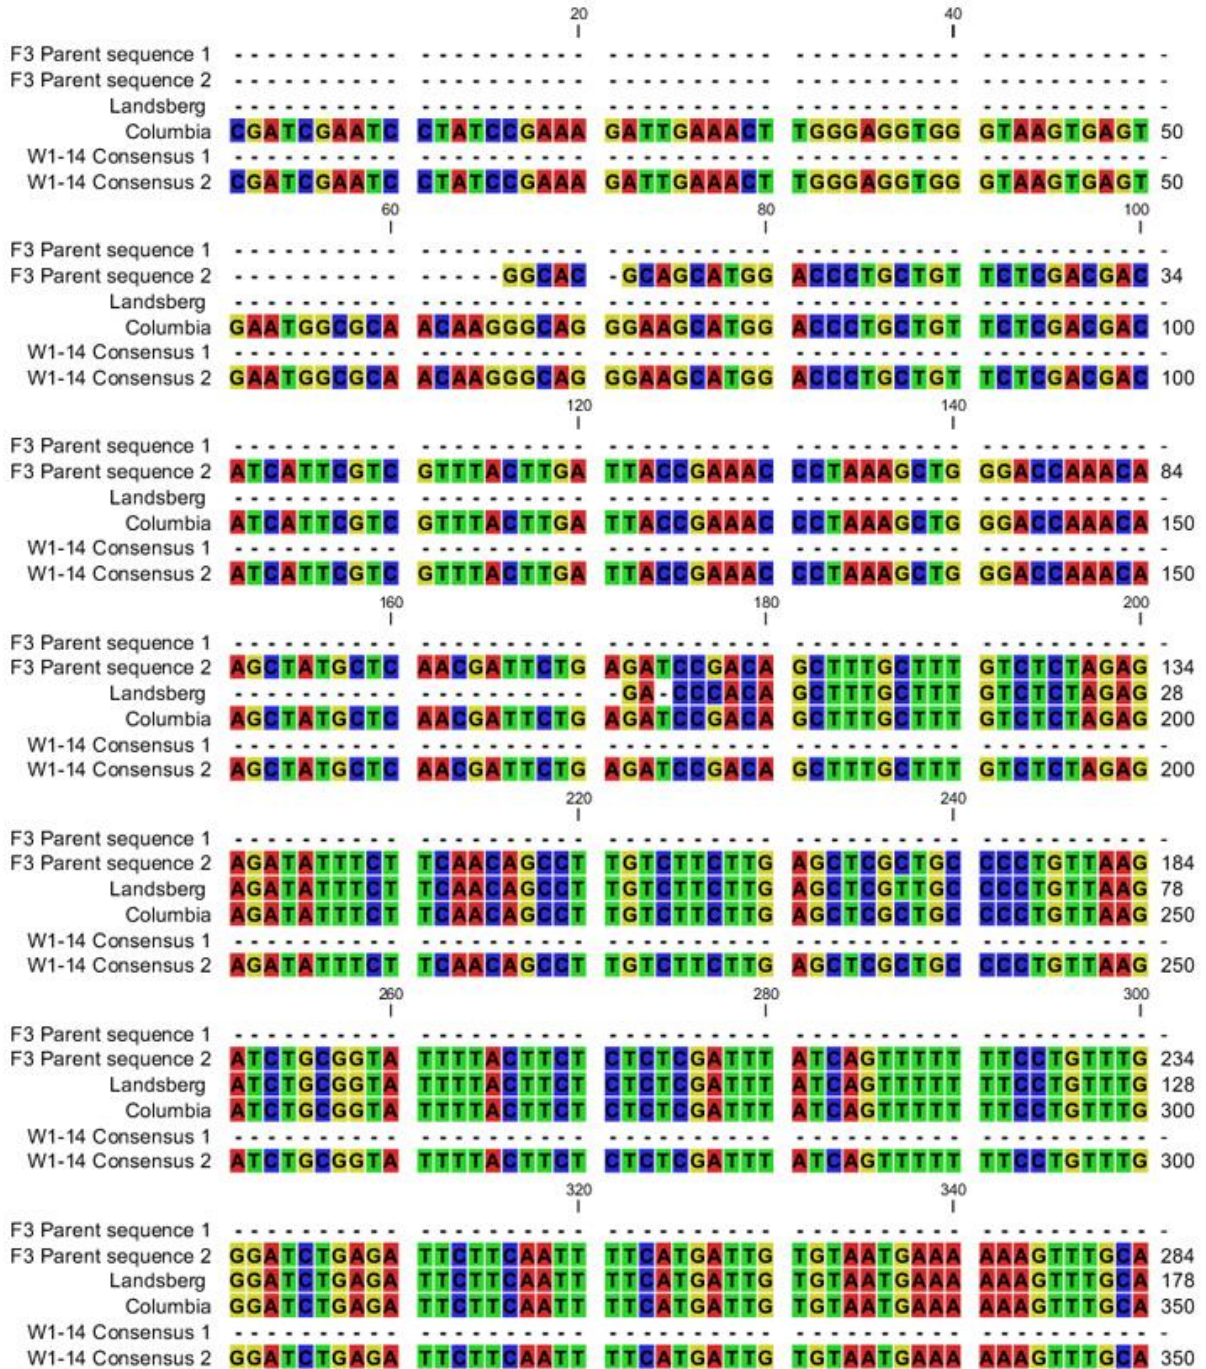 20 40
F3 Parent sequence 1 - - - - - - - - - - - - - - - - - - - - - - - - - - - - - - - - - - - - - - - - - - - - - - - - - - -
F3 Parent sequence 2 - - - - - - - - - - - - - - - - - - - - - - - - - - - - - - - - - - - - - - - - - - - - - - - - - - -
Landsberg - - - - - - - - - - - - - - - - - - - - - - - - - - - - - - - - - - - - - - - - - - - - - - - - - - -
Columbia CGATCGAATC CTATCCGAAA GATTGAAACT TGGGAGGTGG GTAAGTGAGT 50
W1-14 Consensus 1 - - - - - - - - - - - - - - - - - - - - - - - - - - - - - - - - - - - - - - - - - - - - - - - - - - -
W1-14 Consensus 2 CGATCGAATC CTATCCGAAA GATTGAAACT TGGGAGGTGG GTAAGTGAGT 50
60 80 100
F3 Parent sequence 1 - - - - - - - - - - - - - - - - - - - - - - - - - - - - - - - - - - - - - - - - - - - - - - - - - - -
F3 Parent sequence 2 - - - - - - - - - - - - - - - GGCAC -GCAGCATGG ACCCTGCTGT TCTCGACGAC 34
Landsberg - - - - - - - - - - - - - - - - - - - - - - - - - - - - - - - - - - - - - - - - - - - - - - - - - - -
Columbia GAATGGCGCA ACAAGGGCAG GGAAGCATGG ACCCTGCTGT TCTCGACGAC 100
W1-14 Consensus 1 - - - - - - - - - - - - - - - - - - - - - - - - - - - - - - - - - - - - - - - - - - - - - - - - - - -
W1-14 Consensus 2 GAATGGCGCA ACAAGGGCAG GGAAGCATGG ACCCTGCTGT TCTCGACGAC 100
120 140
F3 Parent sequence 1 - - - - - - - - - - - - - - - - - - - - - - - - - - - - - - - - - - - - - - - - - - - - - - - - - - -
F3 Parent sequence 2 ATCATTCGTC GTTTACTTGA TTACCGAAAC CCTAAAGCTG GGACCAAACA 84
Landsberg - - - - - - - - - - - - - - - - - - - - - - - - - - - - - - - - - - - - - - - - - - - - - - - - - - -
Columbia ATCATTCGTC GTTTACTTGA TTACCGAAAC CCTAAAGCTG GGACCAAACA 150
W1-14 Consensus 1 - - - - - - - - - - - - - - - - - - - - - - - - - - - - - - - - - - - - - - - - - - - - - - - - - - -
W1-14 Consensus 2 ATCATTCGTC GTTTACTTGA TTACCGAAAC CCTAAAGCTG GGACCAAACA 150
160 180 200
F3 Parent sequence 1 - - - - - - - - - - - - - - - - - - - - - - - - - - - - - - - - - - - - - - - - - - - - - - - - - - -
F3 Parent sequence 2 AGCTATGCTC AACGATTCTG AGATCCGACA GCTTTGCTTT GTCTCTAGAG 134
Landsberg - - - - - - - - - - - - - - - - - - - - -GA-CCCACA GCTTTGCTTT GTCTCTAGAG 28
Columbia AGCTATGCTC AACGATTCTG AGATCCGACA GCTTTGCTTT GTCTCTAGAG 200
W1-14 Consensus 1 - - - - - - - - - - - - - - - - - - - - - - - - - - - - - - - - - - - - - - - - - - - - - - - - - - -
W1-14 Consensus 2 AGCTATGCTC AACGATTCTG AGATCCGACA GCTTTGCTTT GTCTCTAGAG 200
220 240
F3 Parent sequence 1 - - - - - - - - - - - - - - - - - - - - - - - - - - - - - - - - - - - - - - - - - - - - - - - - - - -
F3 Parent sequence 2 AGATATTTCT TCAACAGCCT TGTCTTCTTG AGCTCGCTGC CCCTGTTAAG 184
Landsberg AGATATTTCT TCAACAGCCT TGTCTTCTTG AGCTCGTTGC CCCTGTTAAG 78
Columbia AGATATTTCT TCAACAGCCT TGTCTTCTTG AGCTCGCTGC CCCTGTTAAG 250
W1-14 Consensus 1 - - - - - - - - - - - - - - - - - - - - - - - - - - - - - - - - - - - - - - - - - - - - - - - - - - -
W1-14 Consensus 2 AGATATTTCT TCAACAGCCT TGTCTTCTTG AGCTCGCTGC CCCTGTTAAG 250
260 280 300
F3 Parent sequence 1 - - - - - - - - - - - - - - - - - - - - - - - - - - - - - - - - - - - - - - - - - - - - - - - - - - -
F3 Parent sequence 2 ATCTGCGGTA TTTTACTTCT CTCTCGATTT ATCAGTTTTT TTCCTGTTTG 234
Landsberg ATCTGCGGTA TTTTACTTCT CTCTCGATTT ATCAGTTTTT TTCCTGTTTG 128
Columbia ATCTGCGGTA TTTTACTTCT CTCTCGATTT ATCAGTTTTT TTCCTGTTTG 300
W1-14 Consensus 1 - - - - - - - - - - - - - - - - - - - - - - - - - - - - - - - - - - - - - - - - - - - - - - - - - - -
W1-14 Consensus 2 ATCTGCGGTA TTTTACTTCT CTCTCGATTT ATCAGTTTTT TTCCTGTTTG 300
320 340
F3 Parent sequence 1 - - - - - - - - - - - - - - - - - - - - - - - - - - - - - - - - - - - - - - - - - - - - - - - - - - -
F3 Parent sequence 2 GGATCTGAGA TTCTTCAATT TTCATGATTG TGTAATGAAA AAAGTTTGCA 284
Landsberg GGATCTGAGA TTCTTCAATT TTCATGATTG TGTAATGAAA AAAGTTTGCA 178
Columbia GGATCTGAGA TTCTTCAATT TTCATGATTG TGTAATGAAA AAAGTTTGCA 350
W1-14 Consensus 1 - - - - - - - - - - - - - - - - - - - - - - - - - - - - - - - - - - - - - - - - - - - - - - - - - - -
W1-14 Consensus 2 GGATCTGAGA TTCTTCAATT TTCATGATTG TGTAATGAAA AAAGTTTGCA 350